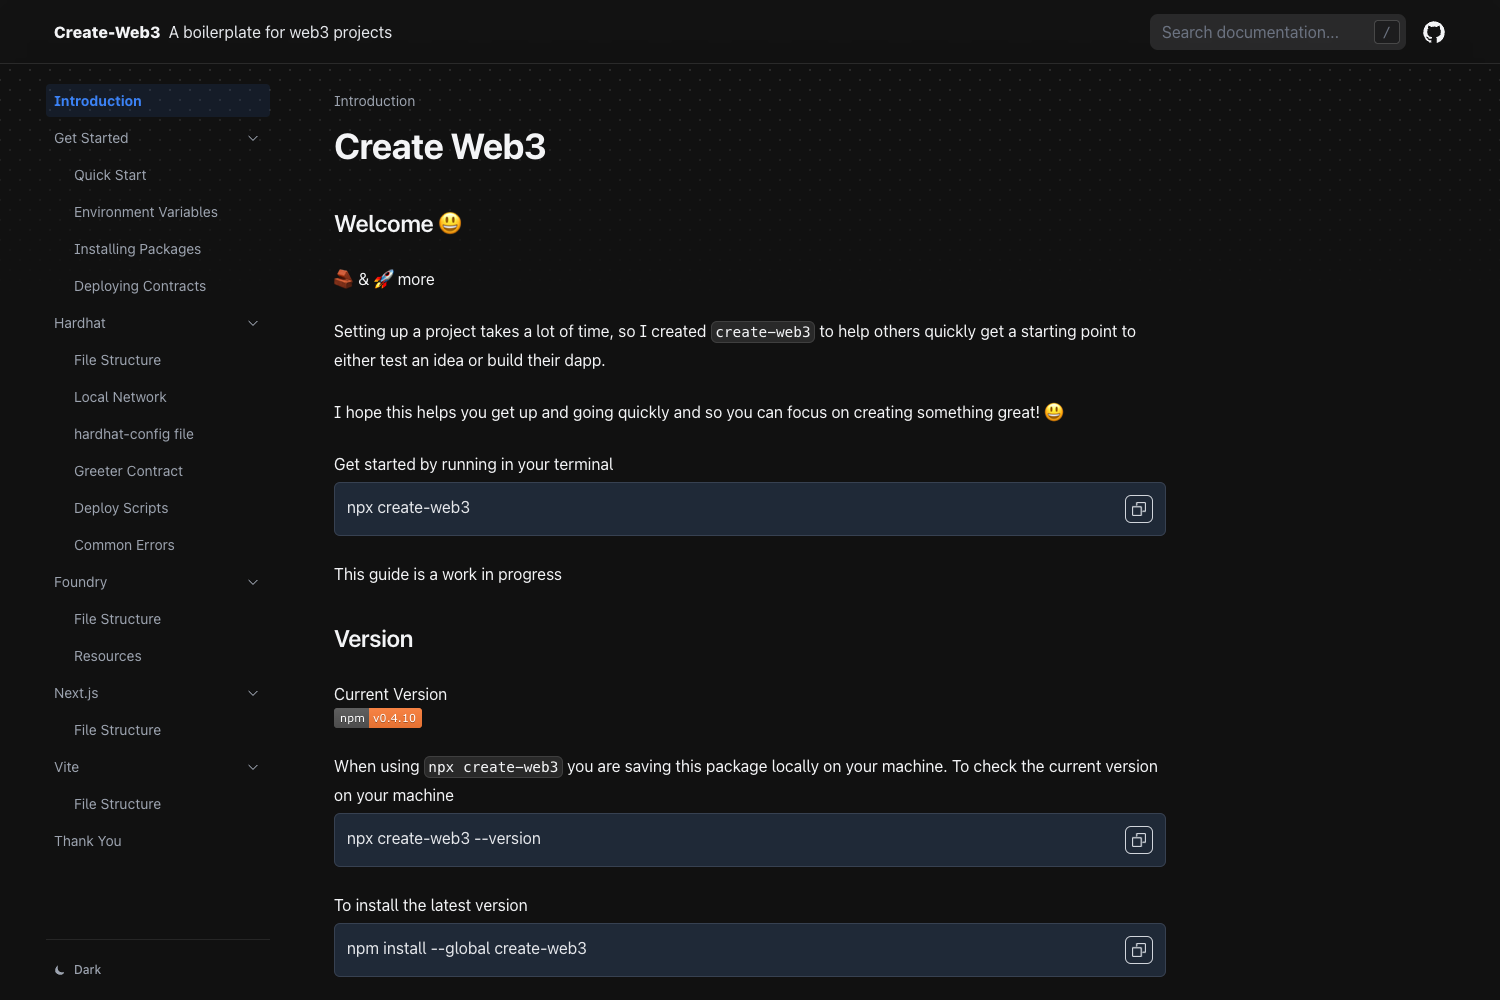 Create-Web3 A boilerplate for web3 projects
Search documentation... /
Introduction
Get Started
Quick Start
Environment Variables
Installing Packages
Deploying Contracts
Hardhat
File Structure
Local Network
hardhat-config file
Greeter Contract
Deploy Scripts
Common Errors
Foundry
File Structure
Resources
Next.js
File Structure
Vite
File Structure
Thank You
Dark
Introduction
Create Web3
Welcome 😃
🍫 & 🚀 more
Setting up a project takes a lot of time, so I created create-web3 to help others quickly get a starting point to
either test an idea or build their dapp.
I hope this helps you get up and going quickly and so you can focus on creating something great! 😃
Get started by running in your terminal
npx create-web3
This guide is a work in progress
Version
Current Version
npm v0.4.10
When using npx create-web3 you are saving this package locally on your machine. To check the current version
on your machine
npx create-web3 --version
To install the latest version
npm install --global create-web3